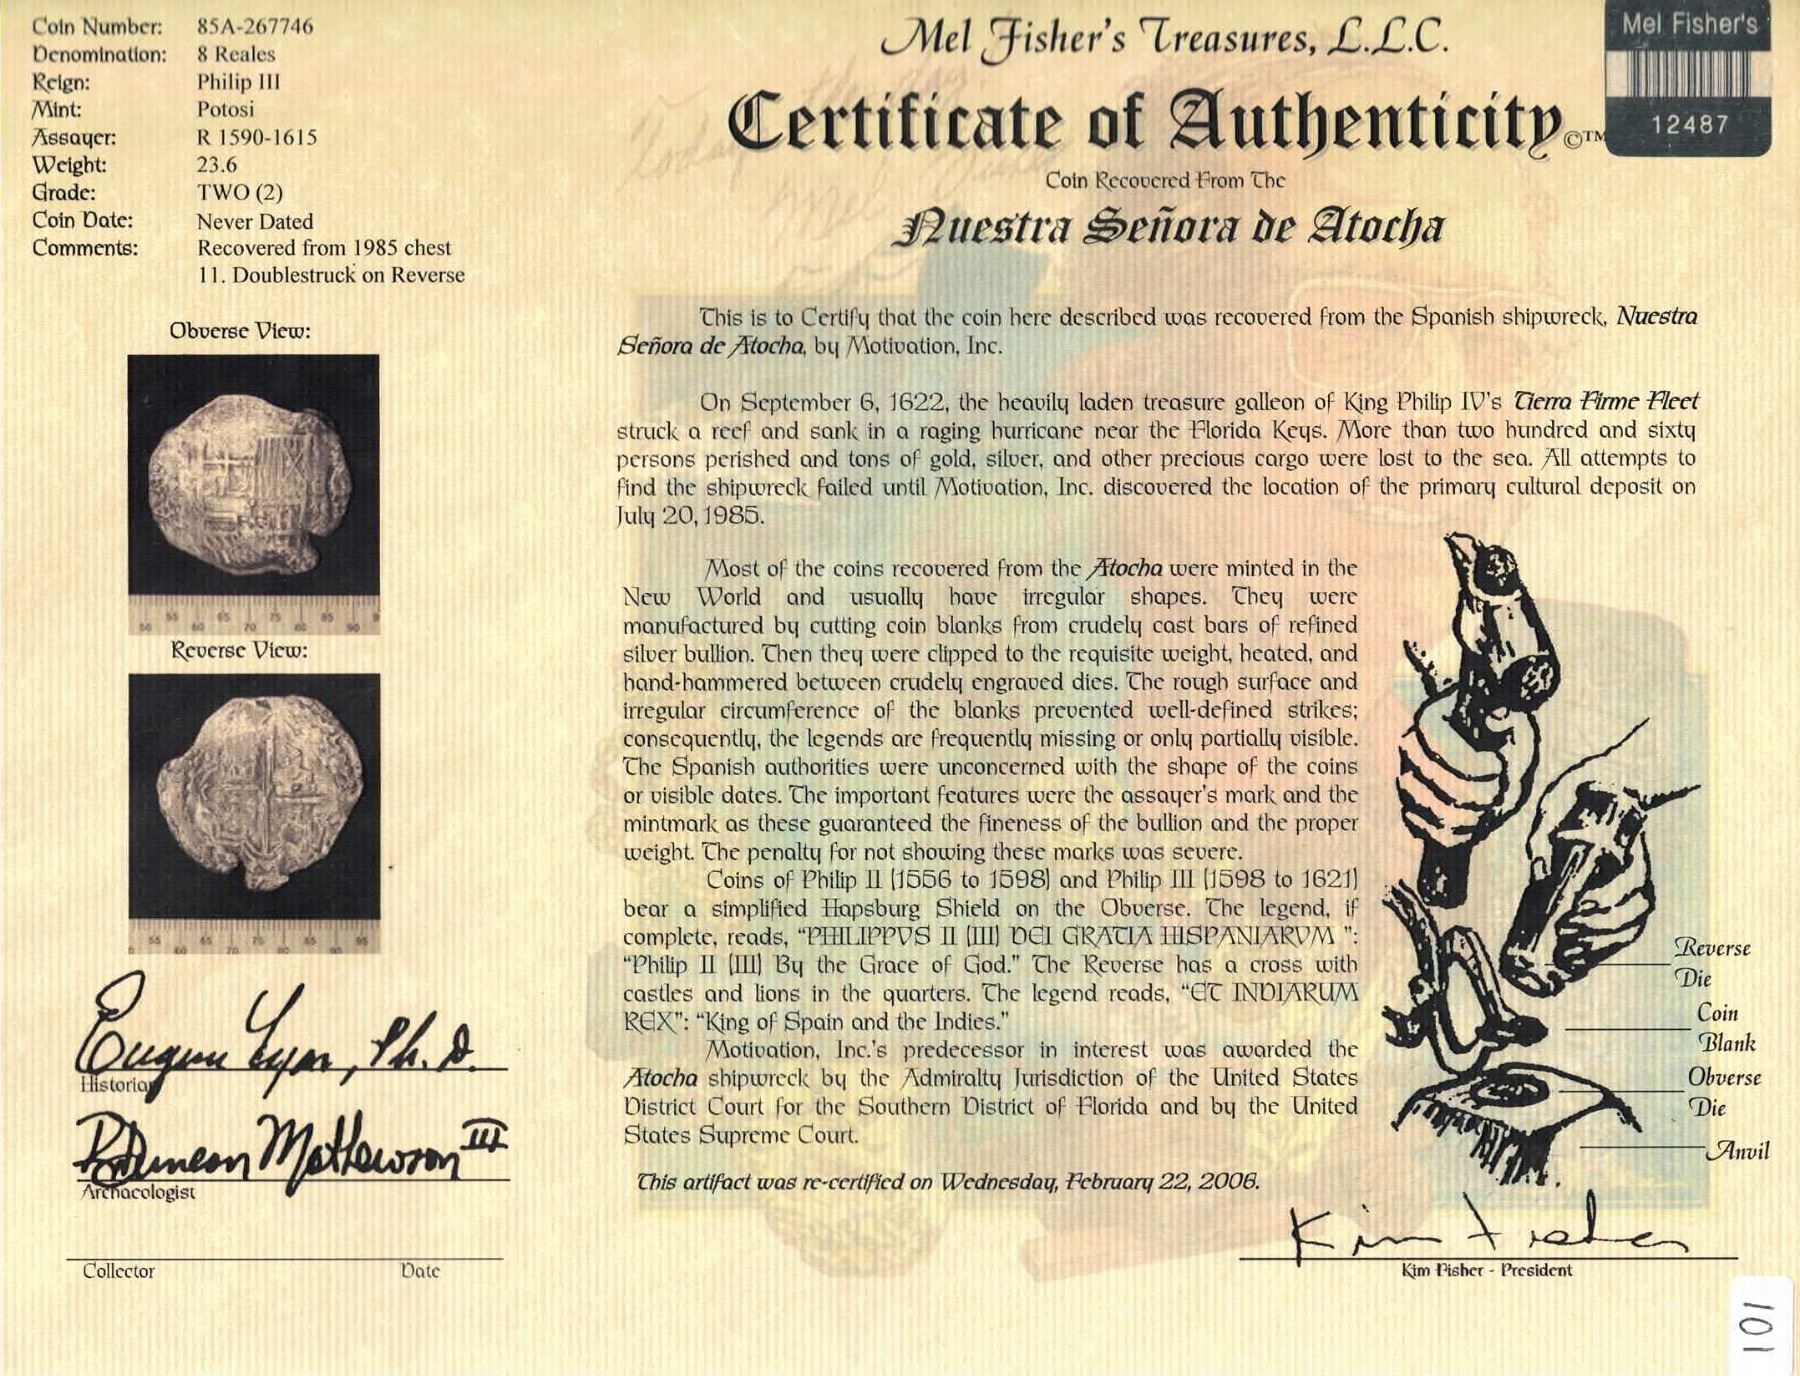 Coin Number: 85A-267746
Denomination: 8 Reales
Reign: Philip III
Mint: Potosi
Assayer: R 1590-1615
Weight: 23.6
Grade: TWO (2)
Coin Date: Never Dated
Comments: Recovered from 1985 chest
11. Doublestruck on Reverse
Obverse View:
55 65 75 85 9
50 60 70 80 90
Reverse View:
55 65 75 85 95
60 70 80 90
Eugene Lyon, Ph. D.
Historian
R Duncan Mathewson III
Archaeologist
Collector Date
Mel Fisher's Treasures, L.L.C.
Certificate of Authenticity ©™
Mel Fisher's
12487
Coin Recovered From The
Nuestra Señora de Atocha
This is to Certify that the coin here described was recovered from the Spanish shipwreck, Nuestra
Señora de Atocha, by Motivation, Inc.
On September 6, 1622, the heavily laden treasure galleon of King Philip IV's Tierra Firme Fleet
struck a reef and sank in a raging hurricane near the Florida Keys. More than two hundred and sixty
persons perished and tons of gold, silver, and other precious cargo were lost to the sea. All attempts to
find the shipwreck failed until Motivation, Inc. discovered the location of the primary cultural deposit on
July 20, 1985.
Most of the coins recovered from the Atocha were minted in the
New World and usually have irregular shapes. They were
manufactured by cutting coin blanks from crudely cast bars of refined
silver bullion. Then they were clipped to the requisite weight, heated, and
hand-hammered between crudely engraved dies. The rough surface and
irregular circumference of the blanks prevented well-defined strikes;
consequently, the legends are frequently missing or only partially visible.
The Spanish authorities were unconcerned with the shape of the coins
or visible dates. The important features were the assayer's mark and the
mintmark as these guaranteed the fineness of the bullion and the proper
weight. The penalty for not showing these marks was severe.
Coins of Philip II (1556 to 1598) and Philip III (1598 to 1621)
bear a simplified Hapsburg Shield on the Obverse. The legend, if
complete, reads, "PHILIPPVS II (III) DEI GRATIA HISPANIARVM ":
"Philip II (III) By the Grace of God." The Reverse has a cross with
castles and lions in the quarters. The legend reads, "ET INDIARUM
REX": "King of Spain and the Indies."
Motivation, Inc.'s predecessor in interest was awarded the
Atocha shipwreck by the Admiralty Jurisdiction of the United States
District Court for the Southern District of Florida and by the United
States Supreme Court.
This artifact was re-certified on Wednesday, February 22, 2006.
Reverse
Die
Coin
Blank
Obverse
Die
Anvil
Kim Fisher
Kim Fisher - President
101